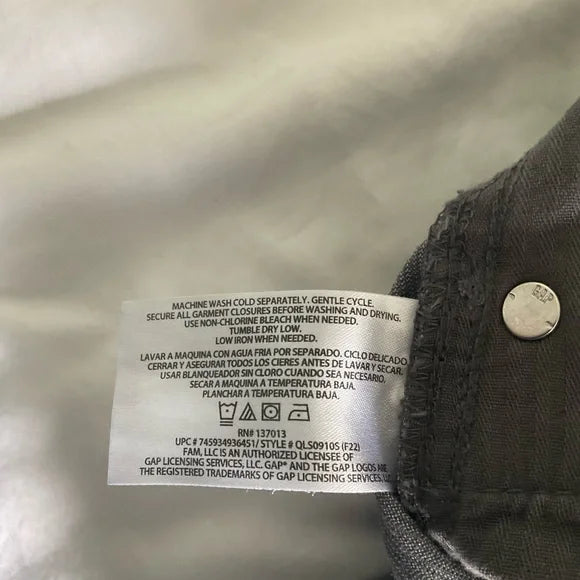 MACHINE WASH COLD SEPARATELY. GENTLE CYCLE.
SECURE ALL GARMENT CLOSURES BEFORE WASHING AND DRYING.
USE NON-CHLORINE BLEACH WHEN NEEDED.
TUMBLE DRY LOW.
LOW IRON WHEN NEEDED.
LAVAR A MAQUINA CON AGUA FRIA POR SEPARADO. CICLO DELICADO.
CERRAR Y ASEGURAR TODOS LOS CIERES ANTES DE LAVAR Y SECAR.
USAR BLANQUEADOR SIN CLORO CUANDO SEA NECESARIO.
SECAR A MAQUINA A TEMPERATURA BAJA.
PLANCHAR A TEMPERATURA BAJA.
RN# 137013
UPC # 745934936451/ STYLE # QLS0910S (F22)
FAM, LLC IS AN AUTHORIZED LICENSEE OF
GAP LICENSING SERVICES, LLC. GAP® AND THE GAP LOGOS ARE
THE REGISTERED TRADEMARKS OF GAP LICENSING SERVICES,
GAP